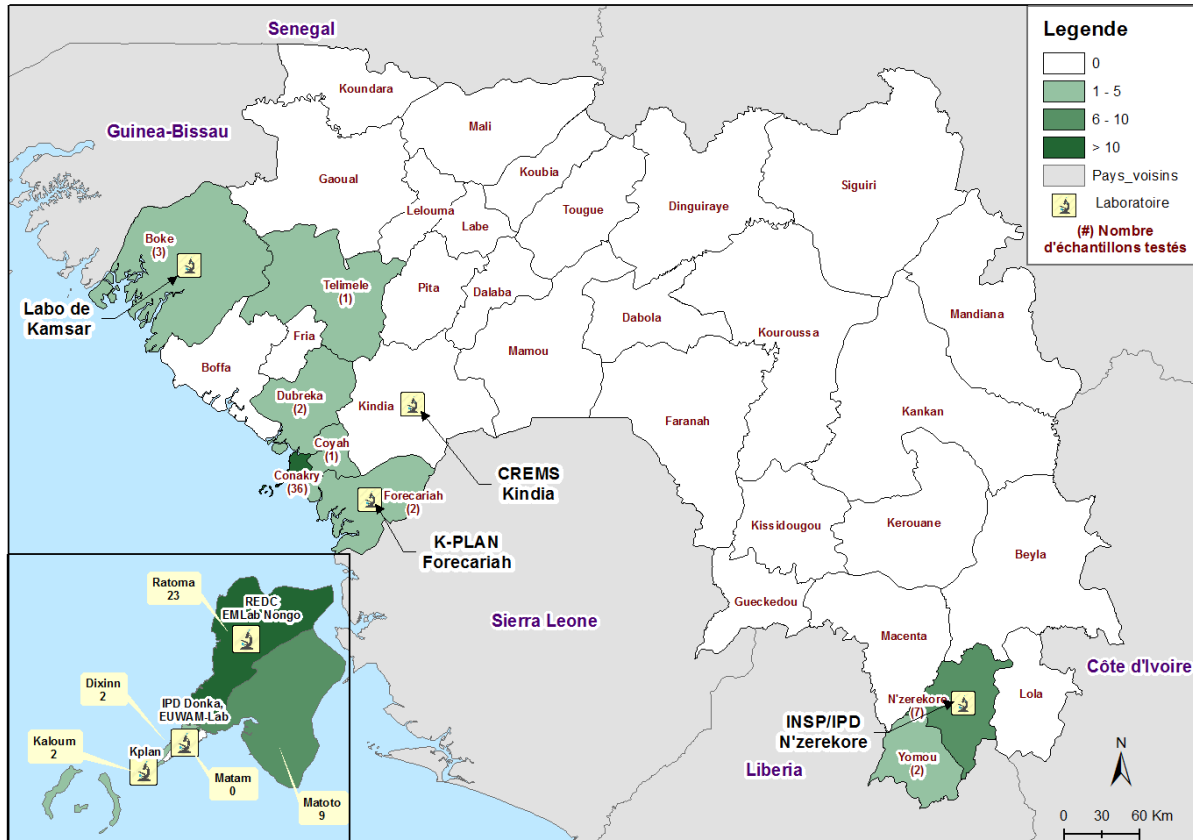 Senegal
Guinea-Bissau
Koundara
Mali
Gaoual
Koubia
Lelouma
Labe
Tougue
Dinguiraye
Siguiri
Boke
(3)
Labo de
Kamsar
Telimele
(1)
Pita
Dalaba
Dabola
Kouroussa
Mandiana
Fria
Boffa
Mamou
Dubreka
(2)
Kindia
Faranah
Kankan
Coyah
(1)
Conakry
(36)
CREMS
Kindia
Forecariah
(2)
K-PLAN
Forecariah
Kissidougou
Kerouane
Beyla
Gueckedou
Macenta
Sierra Leone
Côte d'Ivoire
N'zerekore
(7)
Lola
INSP/IPD
N'zerekore
Yomou
(2)
Liberia
Legende
0
1 - 5
6 - 10
> 10
Pays_voisins
Laboratoire
(#) Nombre
d'échantillons testés
Ratoma
23
REDC
EMLab Nongo
Dixinn
2
IPD Donka,
EUWAM-Lab
Kaloum
2
Kplan
Matam
0
Matoto
9
N
0 30 60 Km